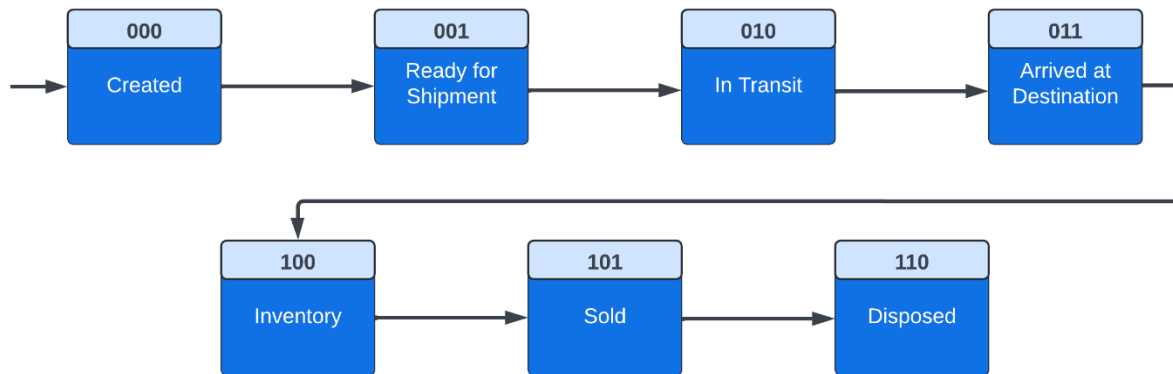 000
Created
001
Ready for
Shipment
010
In Transit
011
Arrived at
Destination
100
Inventory
101
Sold
110
Disposed